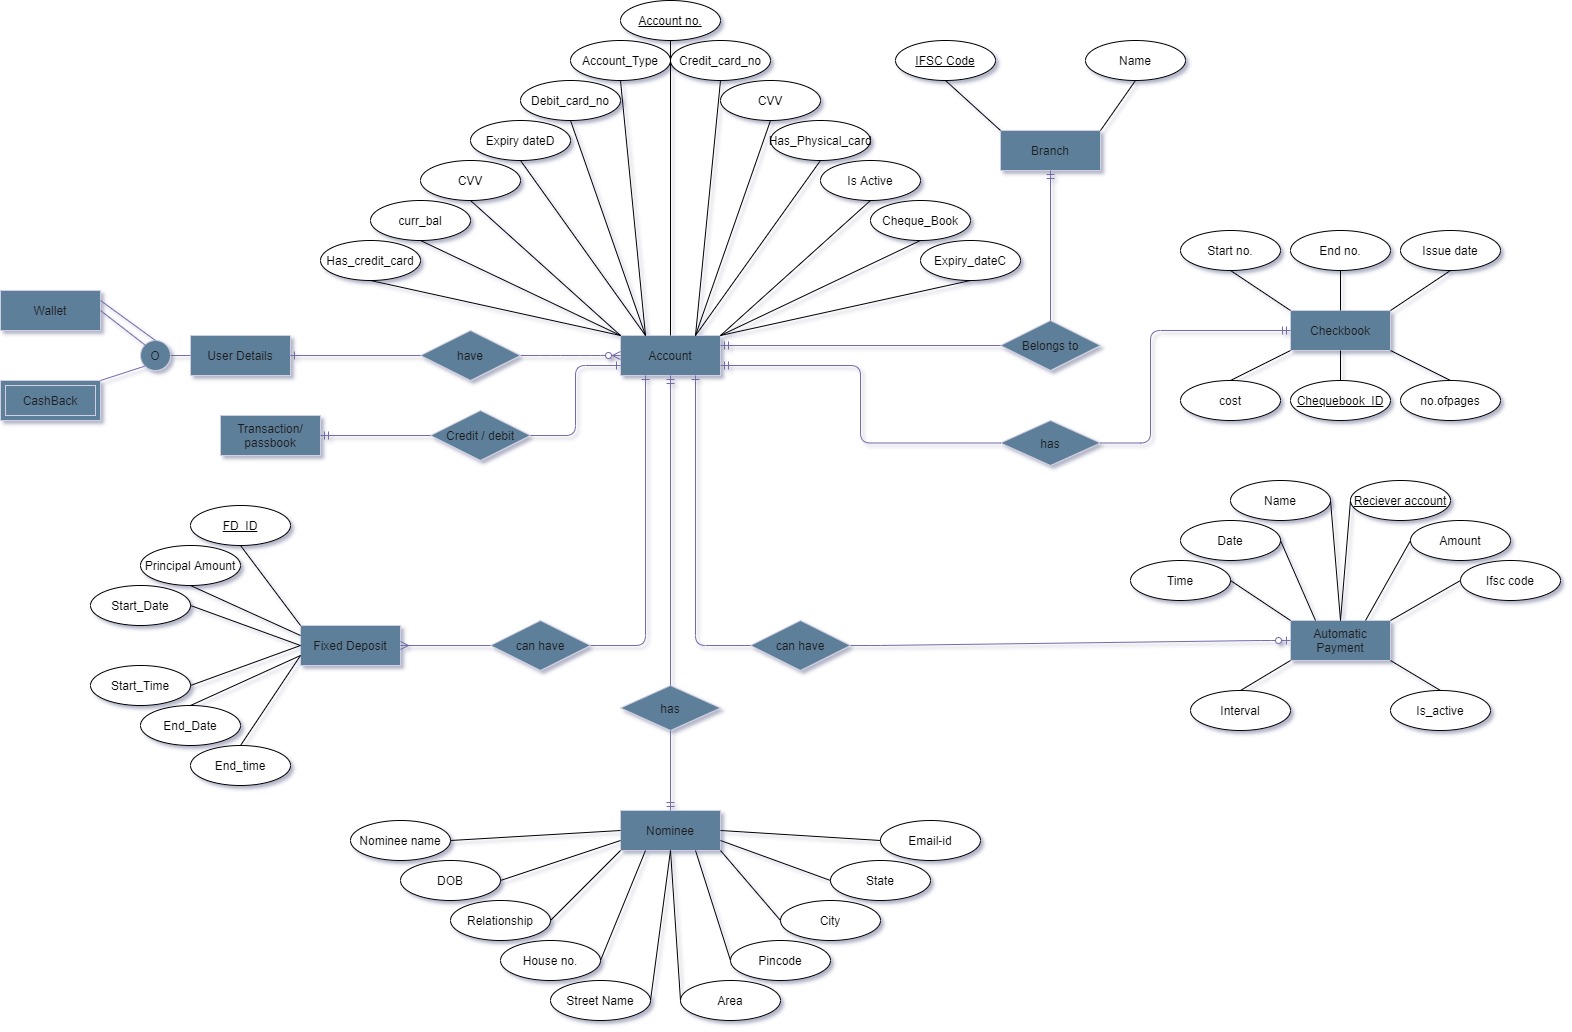 Account no.
Account_Type
Credit_card_no
IFSC Code
Name
Debit_card_no
CVV
Expiry dateD
Has_Physical_card
Branch
CVV
Is Active
curr_bal
Cheque_Book
Has_credit_card
Expiry_dateC
Start no.
End no.
Issue date
Wallet
Checkbook
O
User Details
have
Account
Belongs to
CashBack
cost
Chequebook_ID
no.ofpages
Transaction/
passbook
Credit / debit
has
FD_ID
Name
Reciever account
Principal Amount
Date
Amount
Start_Date
Time
Ifsc code
Fixed Deposit
can have
can have
Automatic
Payment
Start_Time
End_Date
has
Interval
Is_active
End_time
Nominee name
Nominee
Email-id
DOB
State
Relationship
City
House no.
Pincode
Street Name
Area